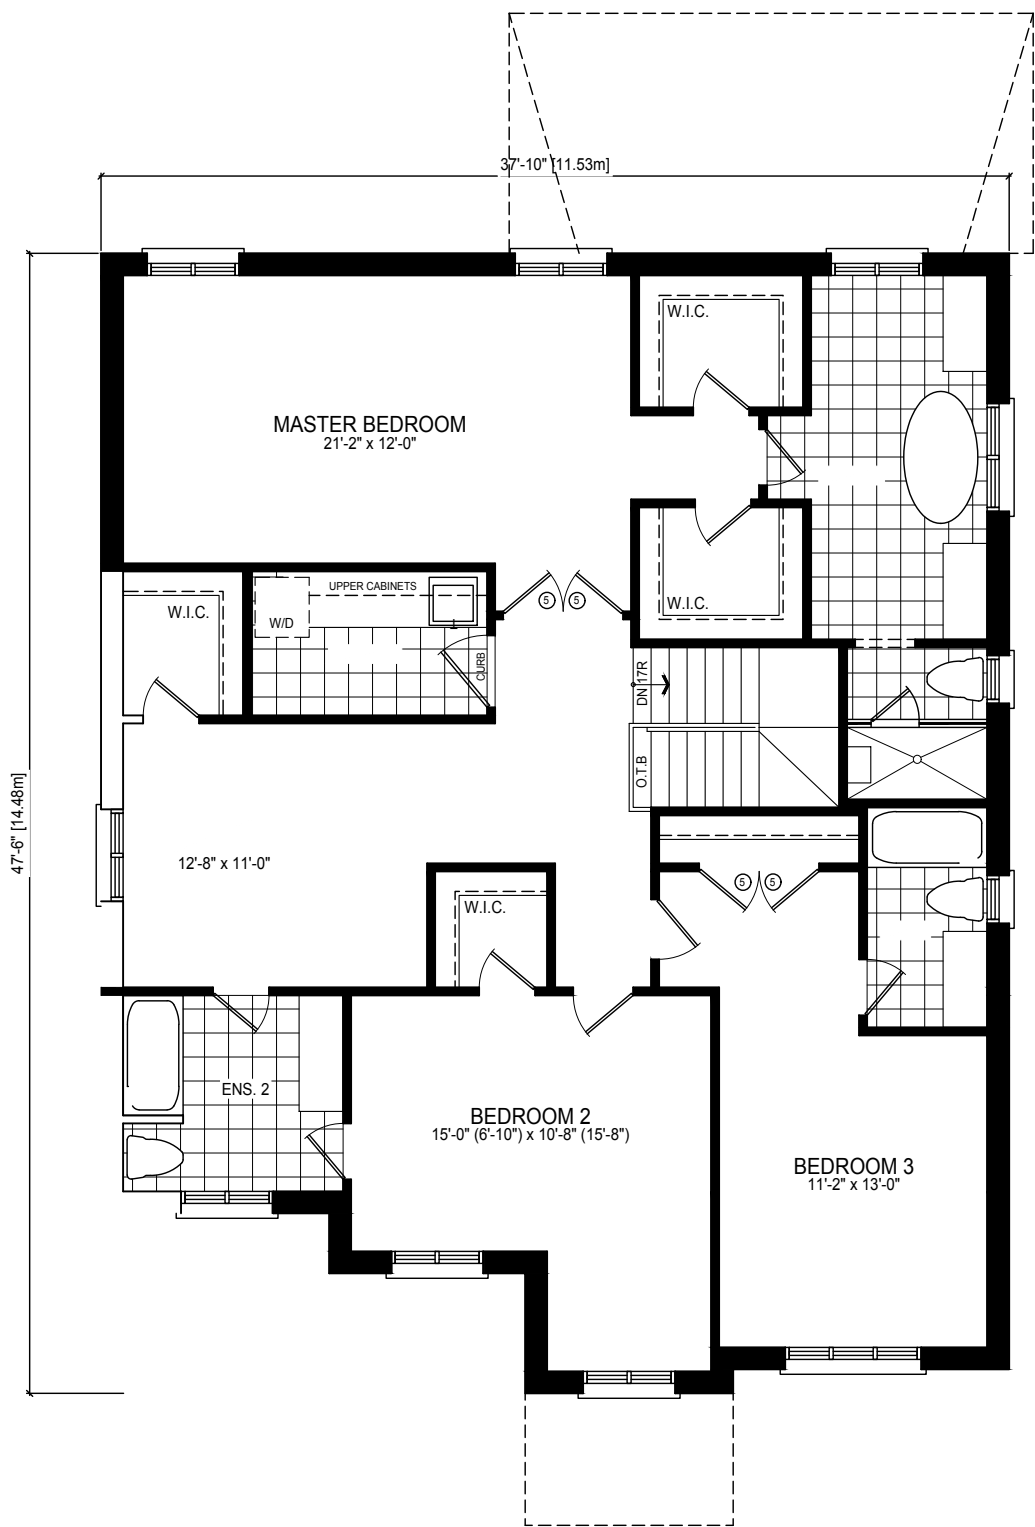 37'-10" [11.53m]
W.I.C.
MASTER BEDROOM
21'-2" x 12'-0"
UPPER CABINETS
W.I.C.
W/D
5
5
W.I.C.
CURB
DN 17R
O.T.B
47'-6" [14.48m]
12'-8" x 11'-0"
W.I.C.
5
5
ENS. 2
BEDROOM 2
15'-0" (6'-10") x 10'-8" (15'-8")
BEDROOM 3
11'-2" x 13'-0"